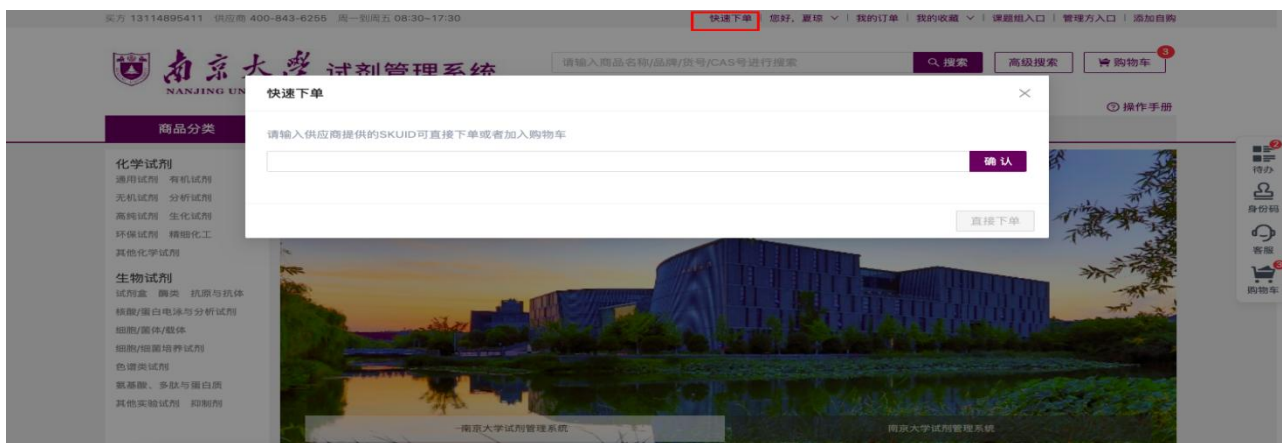 买方 13114895411 供应商 400-843-6255 周一到周五 08:30~17:30 快速下单 | 您好，夏琼 | 我的订单 | 我的收藏 | 课题组入口 | 管理方入口 | 添加自购
南京大学 试剂管理系统
请输入商品名称/品牌/货号/CAS号进行搜索 搜索 高级搜索 购物车 3
NANJING UN
快速下单
操作手册
商品分类
请输入供应商提供的SKUID可直接下单或者加入购物车
确认
化学试剂
通用试剂 有机试剂
无机试剂 分析试剂
高纯试剂 生化试剂
环保试剂 精细化工
其他化学试剂
直接下单
生物试剂
试剂盒 酶类 抗原与抗体
核酸/蛋白电泳与分析试剂
细胞/菌体/载体
细胞/细菌培养试剂
色谱类试剂
氨基酸、多肽与蛋白质
其他实验试剂 抑制剂
-南京大学试剂管理系统
南京大学试剂管理系统
2
待办
身份码
客服
3
购物车